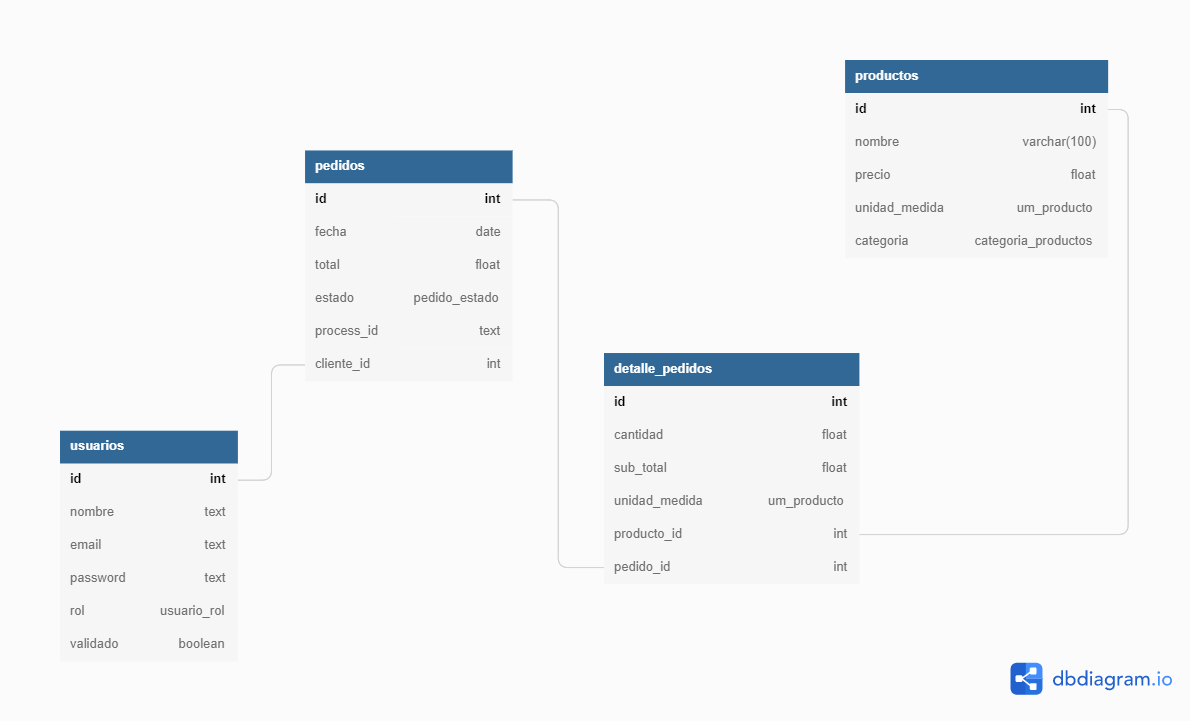 productos
id int
nombre varchar(100)
precio float
unidad_medida um_producto
categoria categoria_productos
pedidos
id int
fecha date
total float
estado pedido_estado
process_id text
cliente_id int
detalle_pedidos
id int
cantidad float
sub_total float
unidad_medida um_producto
producto_id int
pedido_id int
usuarios
id int
nombre text
email text
password text
rol usuario_rol
validado boolean
dbdiagram.io